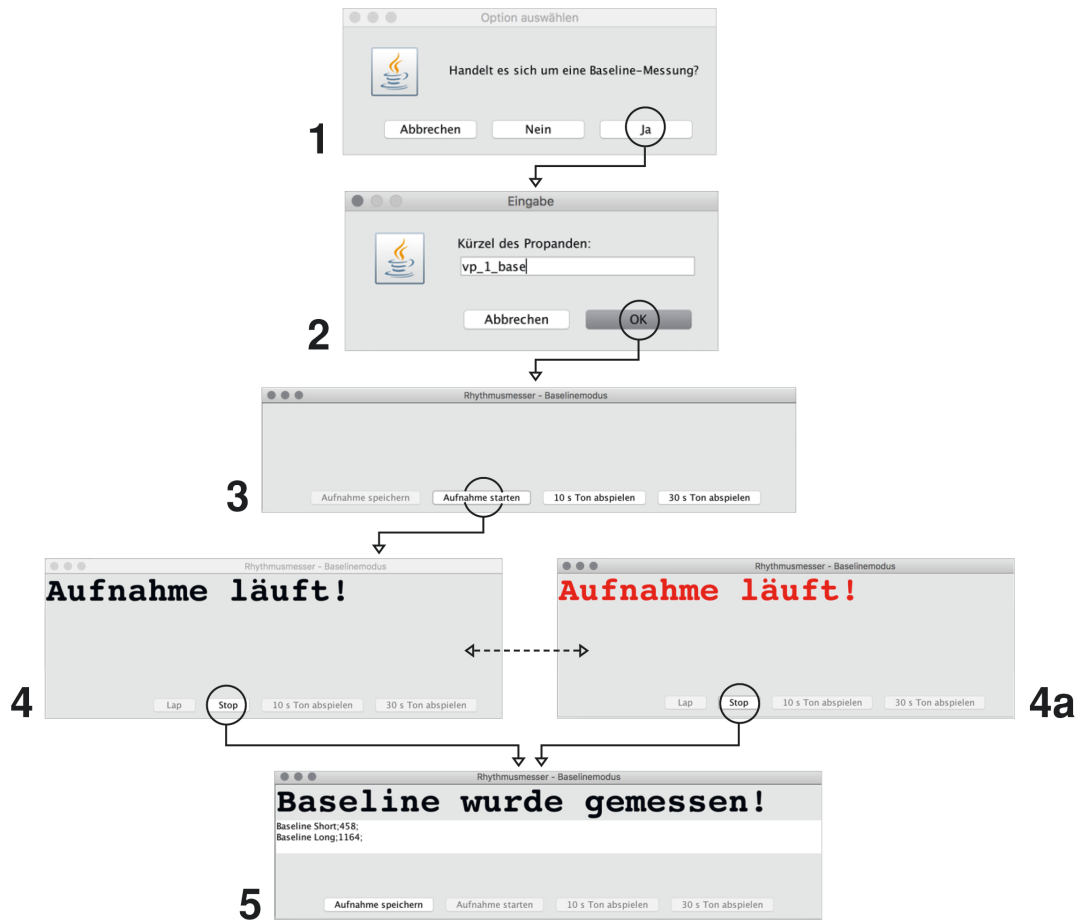 Option auswählen
Handelt es sich um eine Baseline-Messung?
Abbrechen Nein Ja
1
Eingabe
Kürzel des Propanden:
vp_1_base
Abbrechen OK
2
Rhythmusmesser - Baselinemodus
Aufnahme speichern Aufnahme starten 10 s Ton abspielen 30 s Ton abspielen
3
Rhythmusmesser - Baselinemodus
Aufnahme läuft!
Lap Stop 10 s Ton abspielen 30 s Ton abspielen
4
Rhythmusmesser - Baselinemodus
Aufnahme läuft!
Lap Stop 10 s Ton abspielen 30 s Ton abspielen
4a
Rhythmusmesser - Baselinemodus
Baseline wurde gemessen!
Baseline Short;458;
Baseline Long;1164;
Aufnahme speichern Aufnahme starten 10 s Ton abspielen 30 s Ton abspielen
5